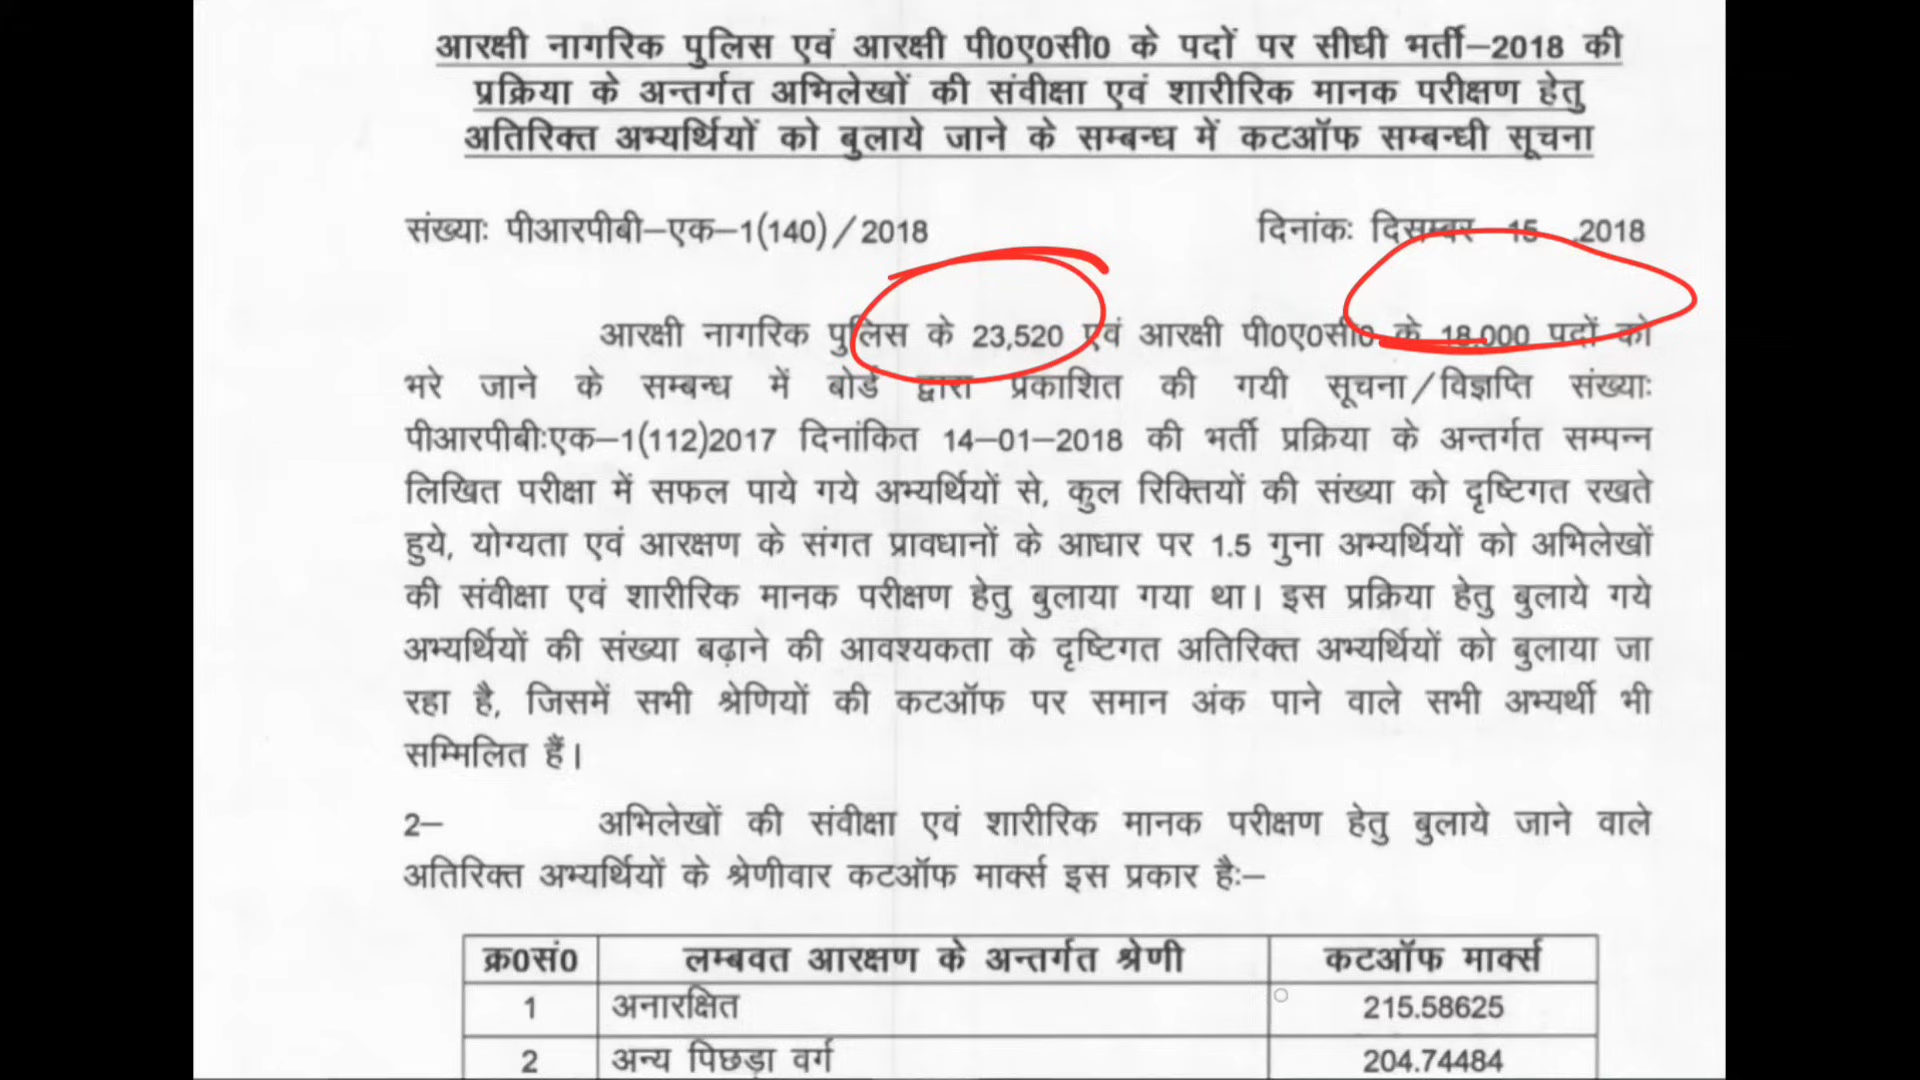 आरक्षी नागरिक पुलिस एवं आरक्षी पी0ए0सी0 के पदों पर सीधी भर्ती–2018 की
प्रक्रिया के अन्तर्गत अभिलेखों की संवीक्षा एवं शारीरिक मानक परीक्षण हेतु
अतिरिक्त अभ्यर्थियों को बुलाये जाने के सम्बन्ध में कटऑफ सम्बन्धी सूचना
संख्याः पीआरपीबी–एक–1(140)/2018 दिनांकः दिसम्बर 15 ,2018
आरक्षी नागरिक पुलिस के 23,520 एवं आरक्षी पी0ए0सी0 के 18,000 पदों को
भरे जाने के सम्बन्ध में बोर्ड द्वारा प्रकाशित की गयी सूचना/विज्ञप्ति संख्याः
पीआरपीबीःएक–1(112)2017 दिनांकित 14–01–2018 की भर्ती प्रक्रिया के अन्तर्गत सम्पन्न
लिखित परीक्षा में सफल पाये गये अभ्यर्थियों से, कुल रिक्तियों की संख्या को दृष्टिगत रखते
हुये, योग्यता एवं आरक्षण के संगत प्रावधानों के आधार पर 1.5 गुना अभ्यर्थियों को अभिलेखों
की संवीक्षा एवं शारीरिक मानक परीक्षण हेतु बुलाया गया था। इस प्रक्रिया हेतु बुलाये गये
अभ्यर्थियों की संख्या बढ़ाने की आवश्यकता के दृष्टिगत अतिरिक्त अभ्यर्थियों को बुलाया जा
रहा है, जिसमें सभी श्रेणियों की कटऑफ पर समान अंक पाने वाले सभी अभ्यर्थी भी
सम्मिलित हैं।
2– अभिलेखों की संवीक्षा एवं शारीरिक मानक परीक्षण हेतु बुलाये जाने वाले
अतिरिक्त अभ्यर्थियों के श्रेणीवार कटऑफ मार्क्स इस प्रकार हैः–
क्र0सं0 लम्बवत आरक्षण के अन्तर्गत श्रेणी कटऑफ मार्क्स
1 अनारक्षित 215.58625
2 अन्य पिछड़ा वर्ग 204.74484